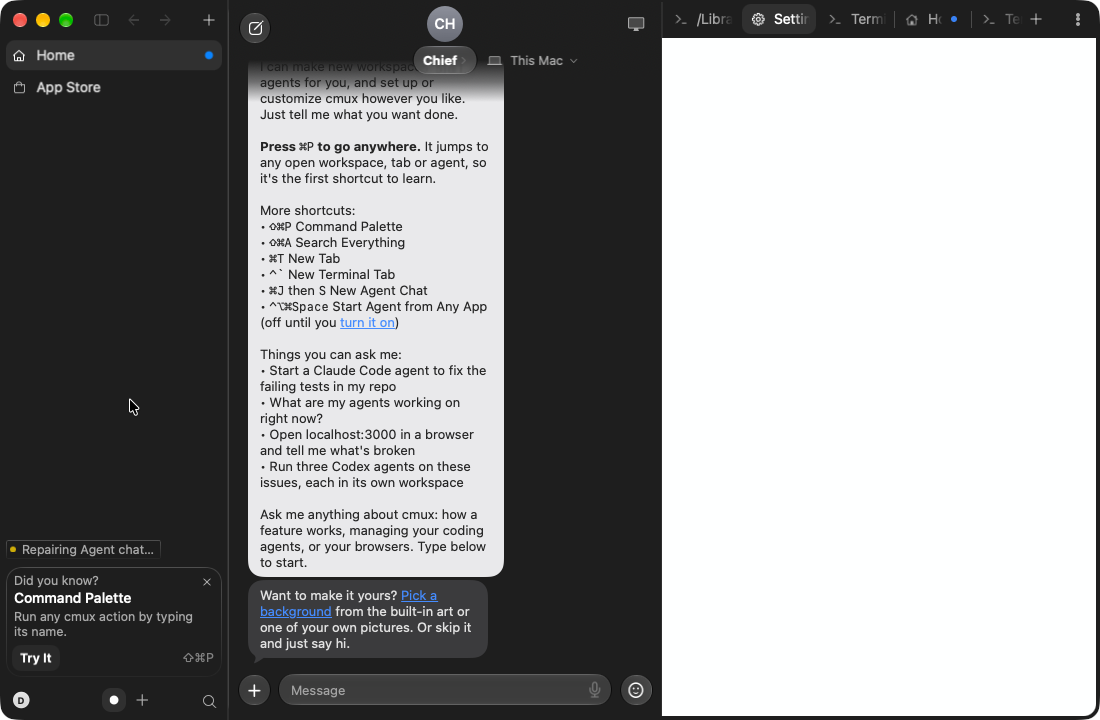 CH
>_ /Libra
Settin
>_ Termi
Ho
>_ Te
Home
App Store
Chief
This Mac
I can make new workspac
agents for you, and set up or
customize cmux however you like.
Just tell me what you want done.
Press ⌘P to go anywhere. It jumps to
any open workspace, tab or agent, so
it's the first shortcut to learn.
More shortcuts:
• ⇧⌘P Command Palette
• ⇧⌘A Search Everything
• ⌘T New Tab
• ^` New Terminal Tab
• ⌘J then S New Agent Chat
• ^⌥⌘Space Start Agent from Any App
(off until you turn it on)
Things you can ask me:
• Start a Claude Code agent to fix the
failing tests in my repo
• What are my agents working on
right now?
• Open localhost:3000 in a browser
and tell me what's broken
• Run three Codex agents on these
issues, each in its own workspace
Ask me anything about cmux: how a
feature works, managing your coding
agents, or your browsers. Type below
to start.
Want to make it yours? Pick a
background from the built-in art or
one of your own pictures. Or skip it
and just say hi.
Repairing Agent chat…
Did you know?
Command Palette
Run any cmux action by typing
its name.
Try It
⇧⌘P
D
Message